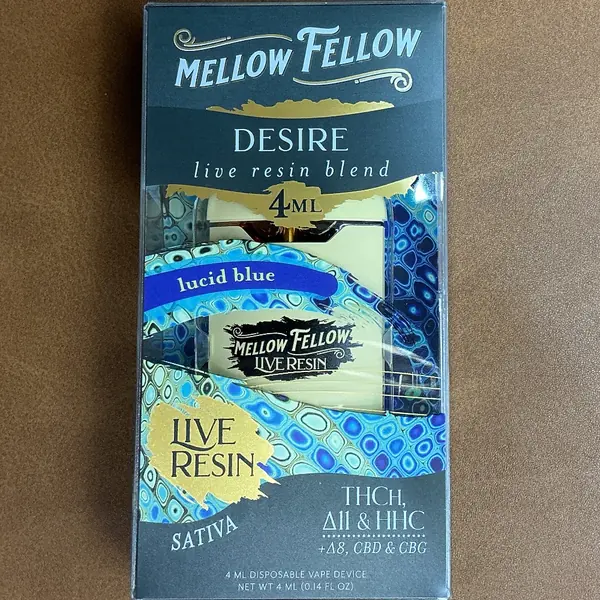 MELLOW FELLOW
DESIRE
live resin blend
4ML
lucid blue
MELLOW FELLOW
LIVE RESIN
LIVE
RESIN
SATIVA
THCH,
Δ11 & HHC
+Δ8, CBD & CBG
4 ML DISPOSABLE VAPE DEVICE
NET WT 4 ML (0.14 FL OZ)